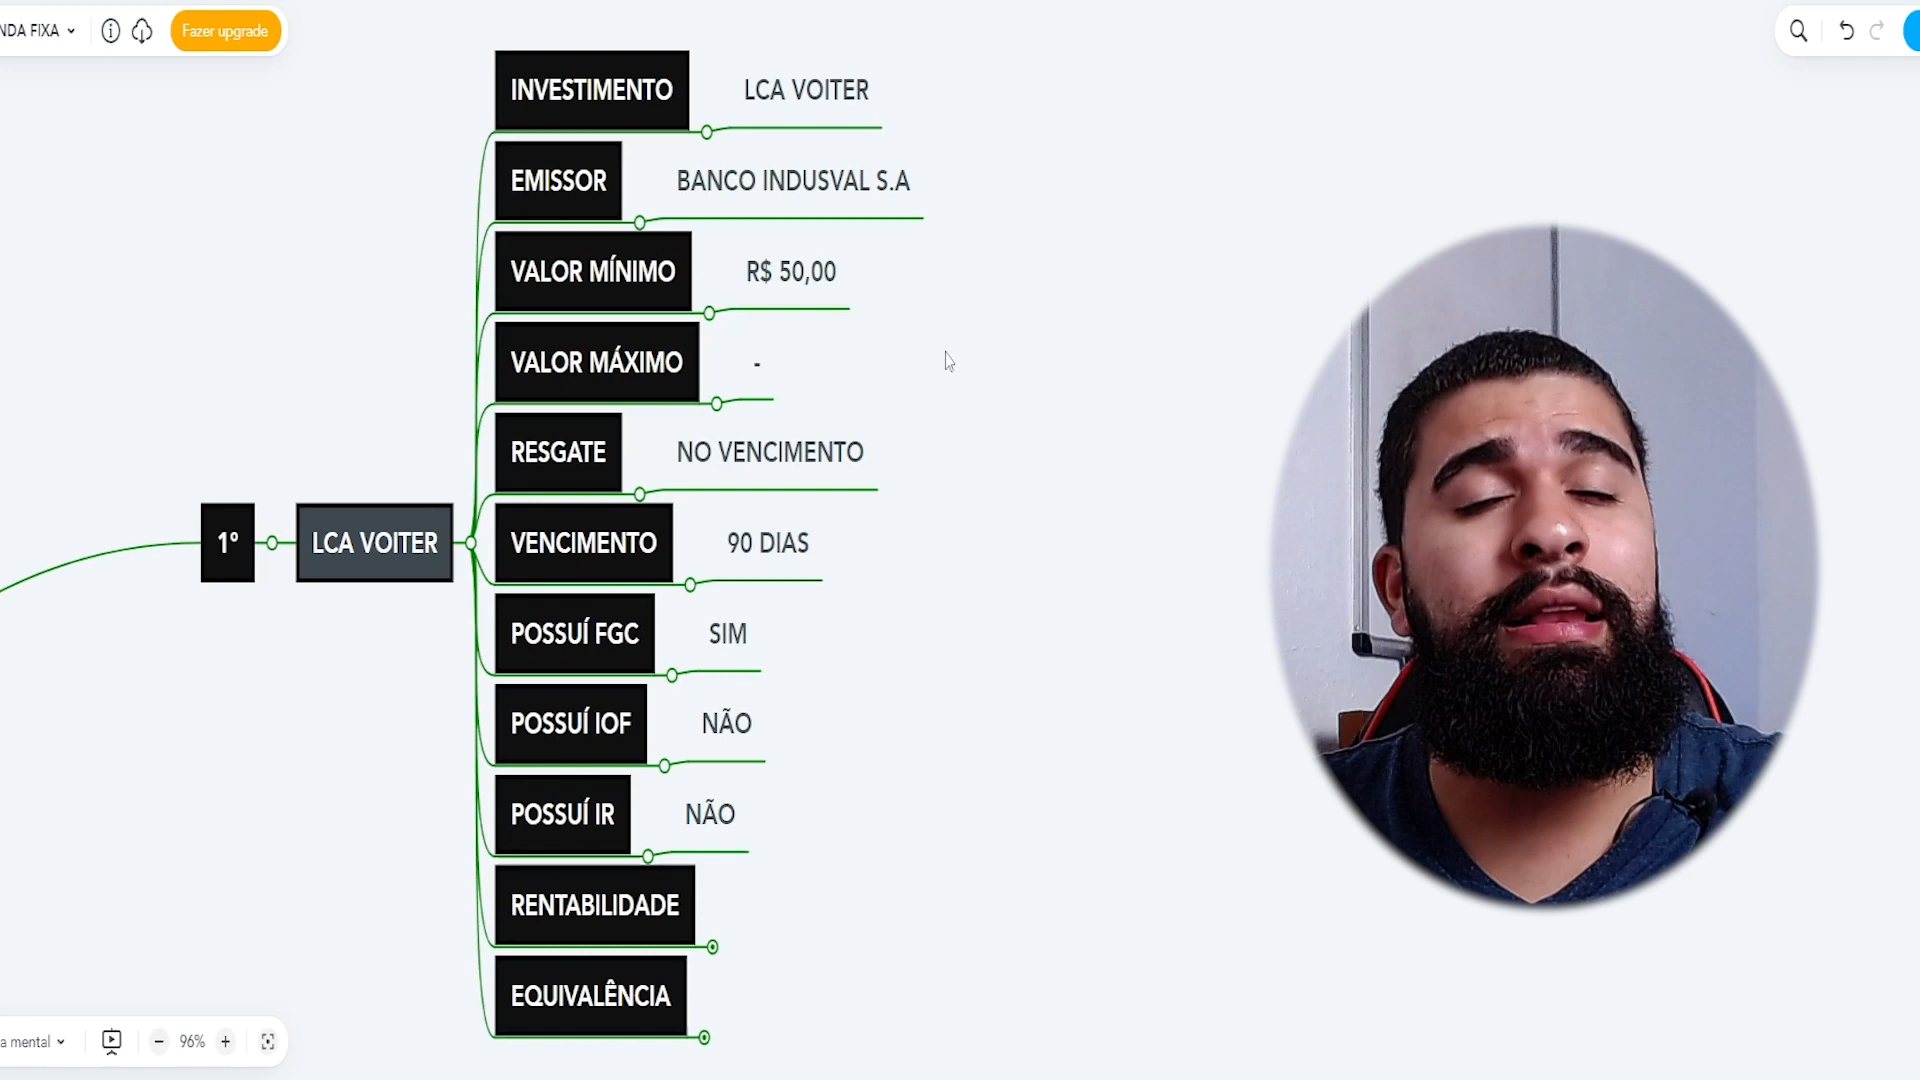 NDA FIXA
Fazer upgrade
INVESTIMENTO LCA VOITER
EMISSOR BANCO INDUSVAL S.A
VALOR MÍNIMO R$ 50,00
VALOR MÁXIMO -
RESGATE NO VENCIMENTO
1º LCA VOITER VENCIMENTO 90 DIAS
POSSUÍ FGC SIM
POSSUÍ IOF NÃO
POSSUÍ IR NÃO
RENTABILIDADE
EQUIVALÊNCIA
a mental
96%